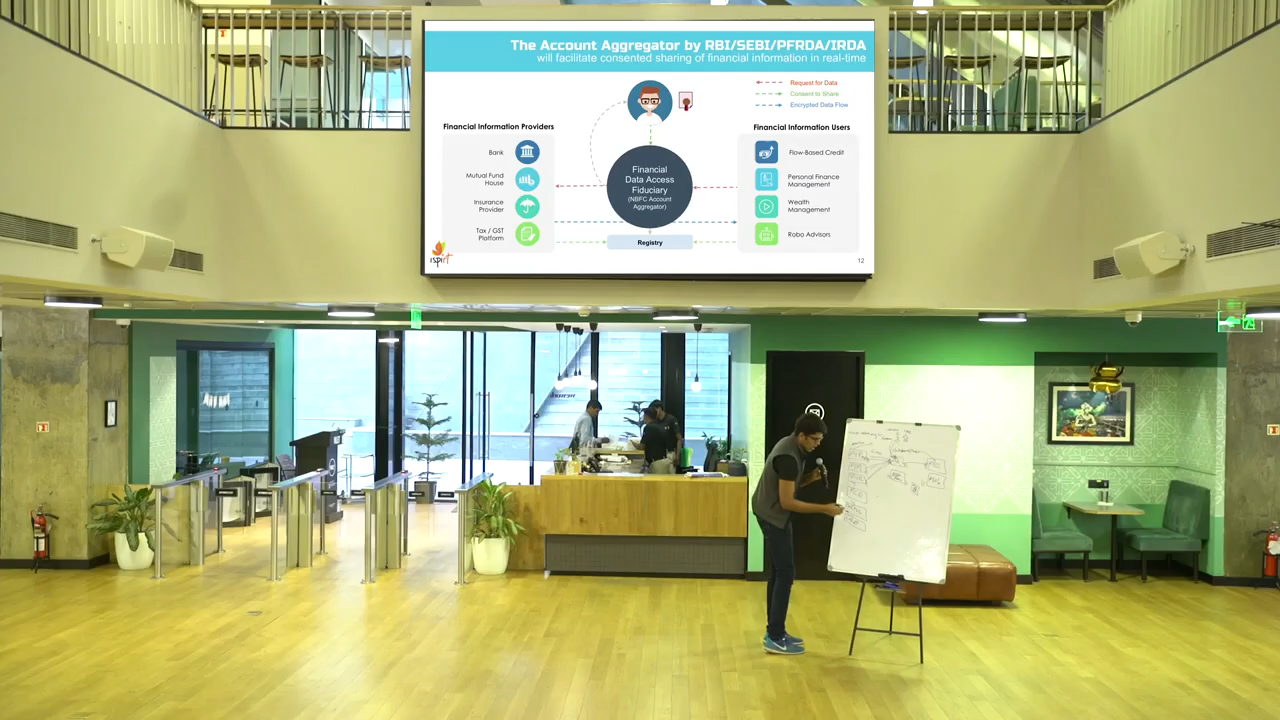 The Account Aggregator by RBI/SEBI/PFRDA/IRDA
will facilitate consented sharing of financial information in real-time
Request for Data
Consent to Share
Encrypted Data Flow
Financial Information Providers
Bank
Mutual Fund
House
Insurance
Provider
Tax / GST
Platform
Financial
Data Access
Fiduciary
(NBFC Account
Aggregator)
Registry
Financial Information Users
Flow-Based Credit
Personal Finance
Management
Wealth
Management
Robo Advisors
ispirt
12